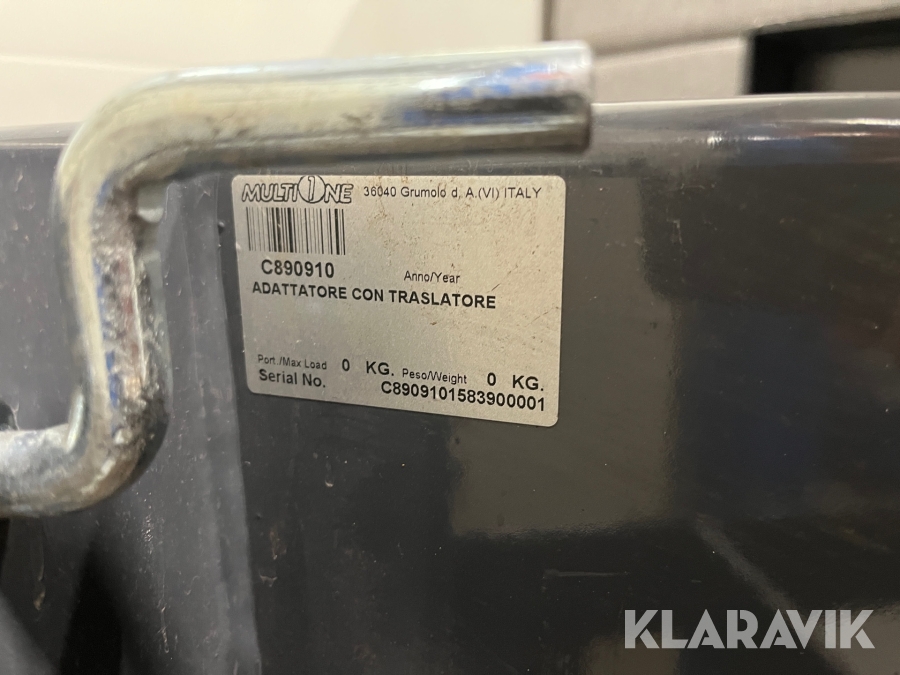 MULTIONE 36040 Grumolo d. A.(VI) ITALY
C890910 Anno/Year
ADATTATORE CON TRASLATORE
Port./Max Load 0 KG. Peso/Weight 0 KG.
Serial No. C8909101583900001
KLARAVIK